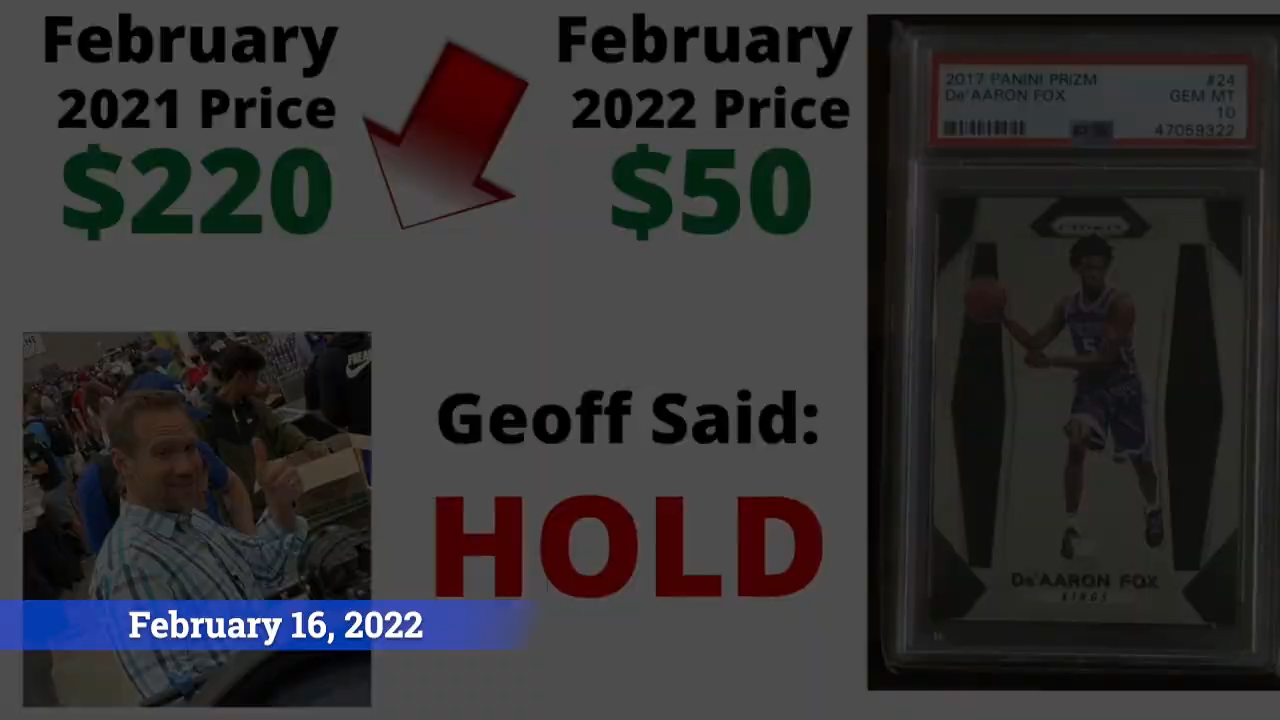 February
2021 Price
$220
February
2022 Price
$50
2017 PANINI PRIZM #24
De'AARON FOX GEM MT
10
47059322
Geoff Said:
HOLD
De'AARON FOX
KINGS
February 16, 2022